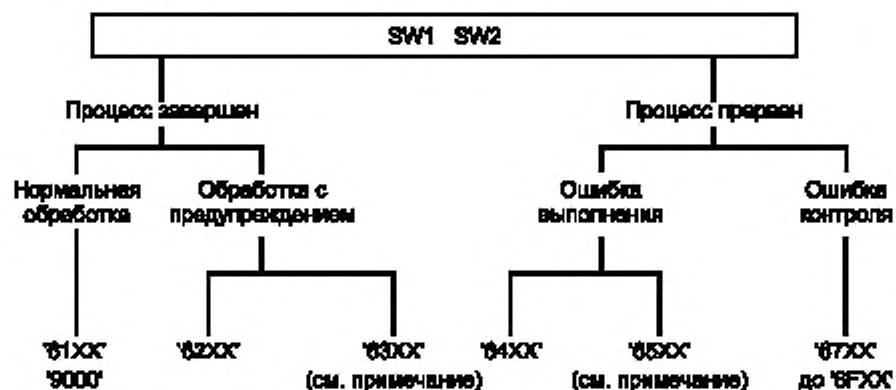 SW1 SW2
Процесс завершен
Процесс прерван
Нормальная обработка
Обработка с предупреждением
Ошибка выполнения
Ошибка контроля
'61XX'
'9000'
'62XX'
'63XX'
(см. примечание)
'64XX'
'65XX'
(см. примечание)
'67XX'
до '6FXX'